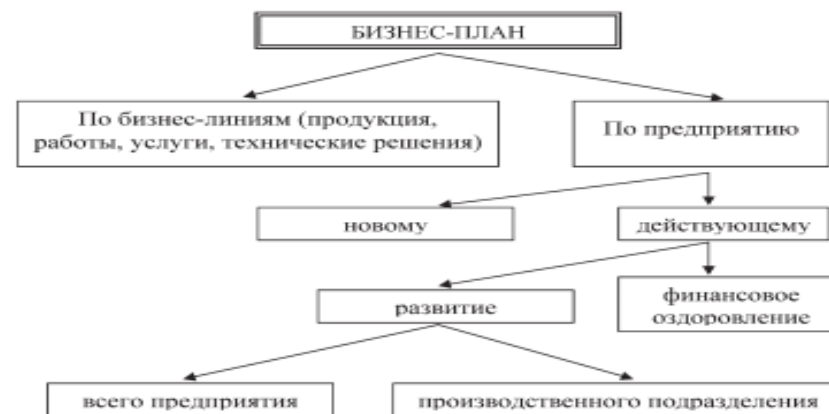 БИЗНЕС-ПЛАН
По бизнес-линиям (продукция,
работы, услуги, технические решения)
По предприятию
новому
действующему
развитие
финансовое
оздоровление
всего предприятия
производственного подразделения